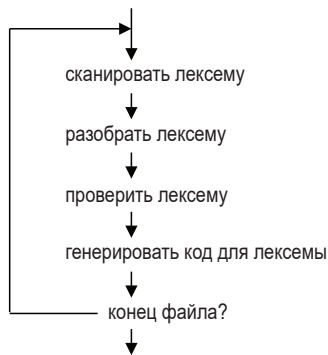 сканировать лексему
разобрать лексему
проверить лексему
генерировать код для лексемы
конец файла?